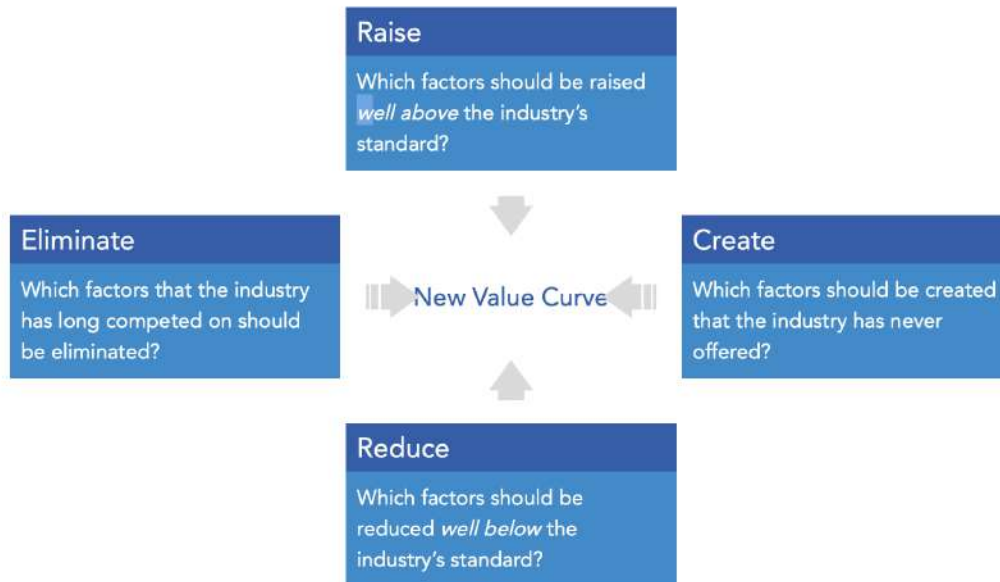 Raise
Which factors should be raised
well above the industry's
standard?
Eliminate
Which factors that the industry
has long competed on should
be eliminated?
New Value Curve
Create
Which factors should be created
that the industry has never
offered?
Reduce
Which factors should be
reduced well below the
industry's standard?